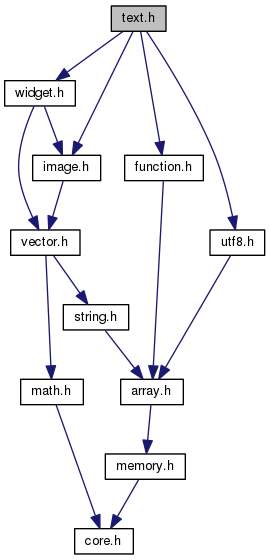 text.h
widget.h
image.h
function.h
vector.h
utf8.h
string.h
math.h
array.h
memory.h
core.h